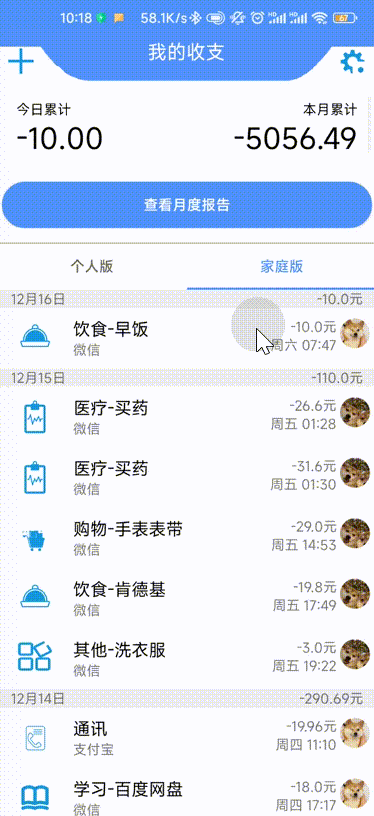 10:18 58.1K/s HD HD 67
我的收支
今日累计 本月累计
-10.00 -5056.49
查看月度报告
个人版 家庭版
12月16日 -10.0元
饮食-早饭 -10.0元
微信 周六 07:47
12月15日 -110.0元
医疗-买药 -26.6元
微信 周五 01:28
医疗-买药 -31.6元
微信 周五 01:30
购物-手表表带 -29.0元
微信 周五 14:53
饮食-肯德基 -19.8元
微信 周五 17:49
其他-洗衣服 -3.0元
微信 周五 19:22
12月14日 -290.69元
通讯 -19.96元
支付宝 周四 11:10
学习-百度网盘 -18.0元
微信 周四 17:17